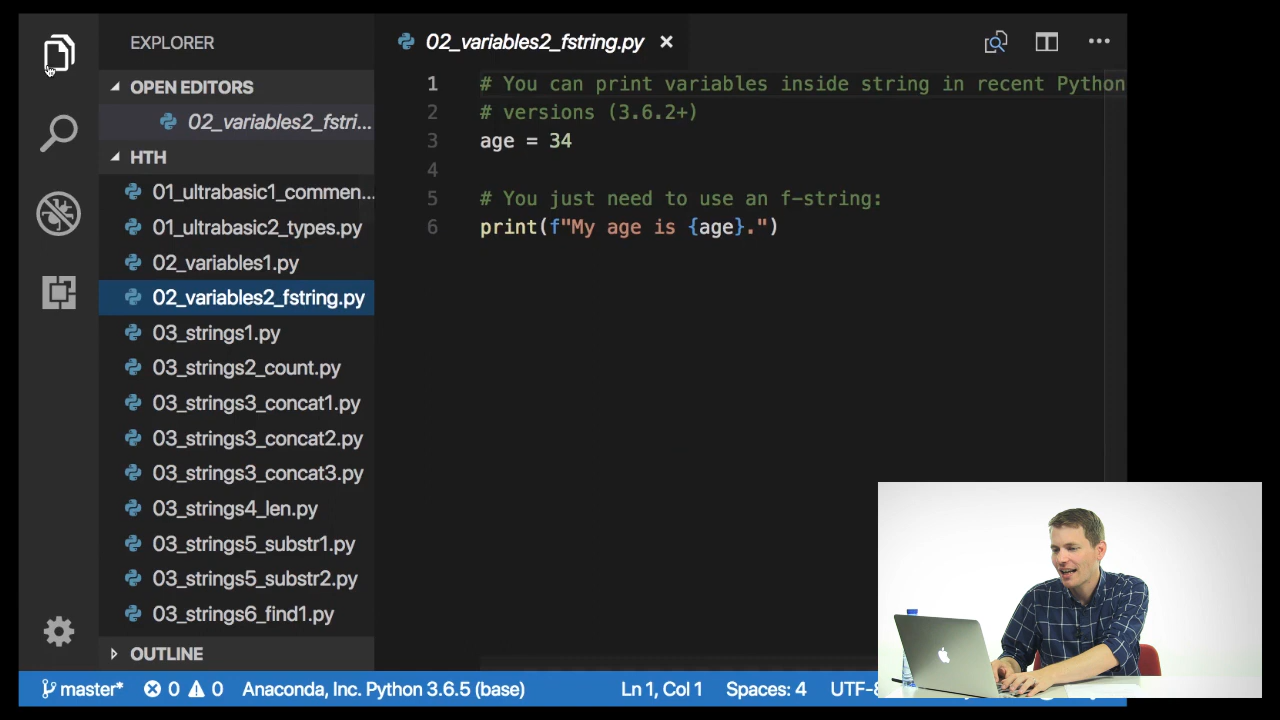 EXPLORER
OPEN EDITORS
02_variables2_fstri...
HTH
01_ultrabasic1_commen...
01_ultrabasic2_types.py
02_variables1.py
02_variables2_fstring.py
03_strings1.py
03_strings2_count.py
03_strings3_concat1.py
03_strings3_concat2.py
03_strings3_concat3.py
03_strings4_len.py
03_strings5_substr1.py
03_strings5_substr2.py
03_strings6_find1.py
OUTLINE
02_variables2_fstring.py
1 # You can print variables inside string in recent Python
2 # versions (3.6.2+)
3 age = 34
4
5 # You just need to use an f-string:
6 print(f"My age is {age}.")
master* 0 0 Anaconda, Inc. Python 3.6.5 (base) Ln 1, Col 1 Spaces: 4